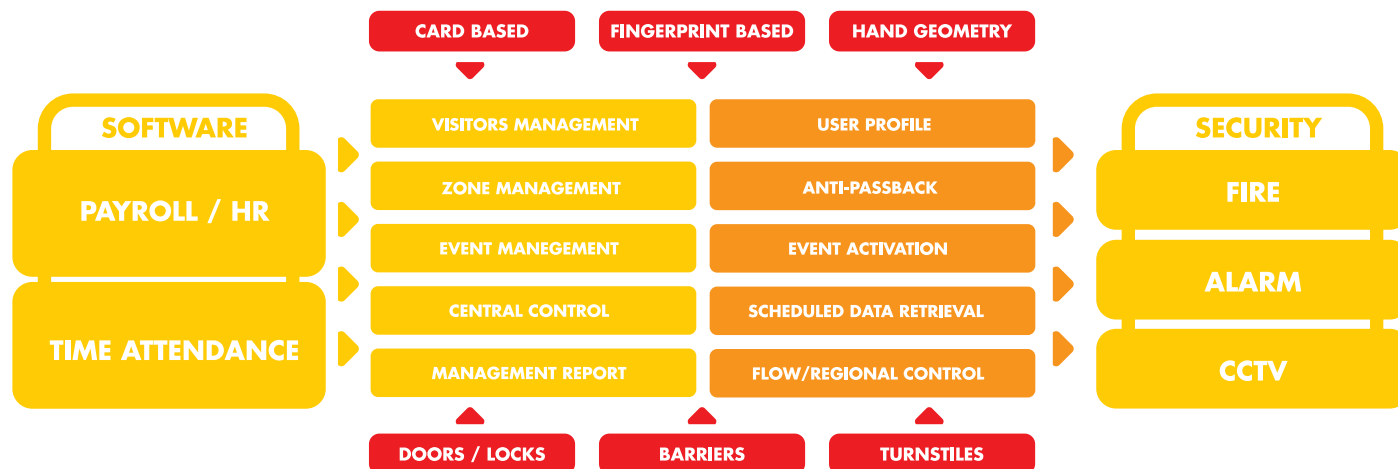 CARD BASED
FINGERPRINT BASED
HAND GEOMETRY
SOFTWARE
PAYROLL / HR
TIME ATTENDANCE
VISITORS MANAGEMENT
USER PROFILE
ZONE MANAGEMENT
ANTI-PASSBACK
EVENT MANEGEMENT
EVENT ACTIVATION
CENTRAL CONTROL
SCHEDULED DATA RETRIEVAL
MANAGEMENT REPORT
FLOW/REGIONAL CONTROL
SECURITY
FIRE
ALARM
CCTV
DOORS / LOCKS
BARRIERS
TURNSTILES